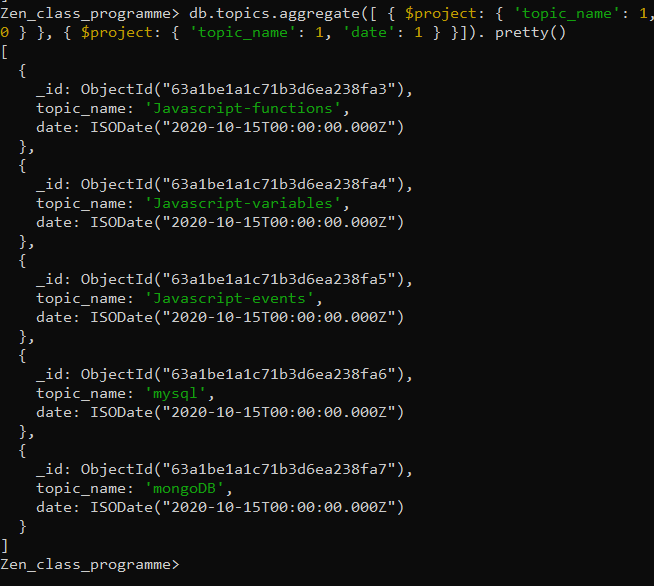 Zen_class_programme> db.topics.aggregate([ { $project: { 'topic_name': 1,
0 } }, { $project: { 'topic_name': 1, 'date': 1 } }]). pretty()
[
  {
    _id: ObjectId("63a1be1a1c71b3d6ea238fa3"),
    topic_name: 'Javascript-functions',
    date: ISODate("2020-10-15T00:00:00.000Z")
  },
  {
    _id: ObjectId("63a1be1a1c71b3d6ea238fa4"),
    topic_name: 'Javascript-variables',
    date: ISODate("2020-10-15T00:00:00.000Z")
  },
  {
    _id: ObjectId("63a1be1a1c71b3d6ea238fa5"),
    topic_name: 'Javascript-events',
    date: ISODate("2020-10-15T00:00:00.000Z")
  },
  {
    _id: ObjectId("63a1be1a1c71b3d6ea238fa6"),
    topic_name: 'mysql',
    date: ISODate("2020-10-15T00:00:00.000Z")
  },
  {
    _id: ObjectId("63a1be1a1c71b3d6ea238fa7"),
    topic_name: 'mongoDB',
    date: ISODate("2020-10-15T00:00:00.000Z")
  }
]
Zen_class_programme>